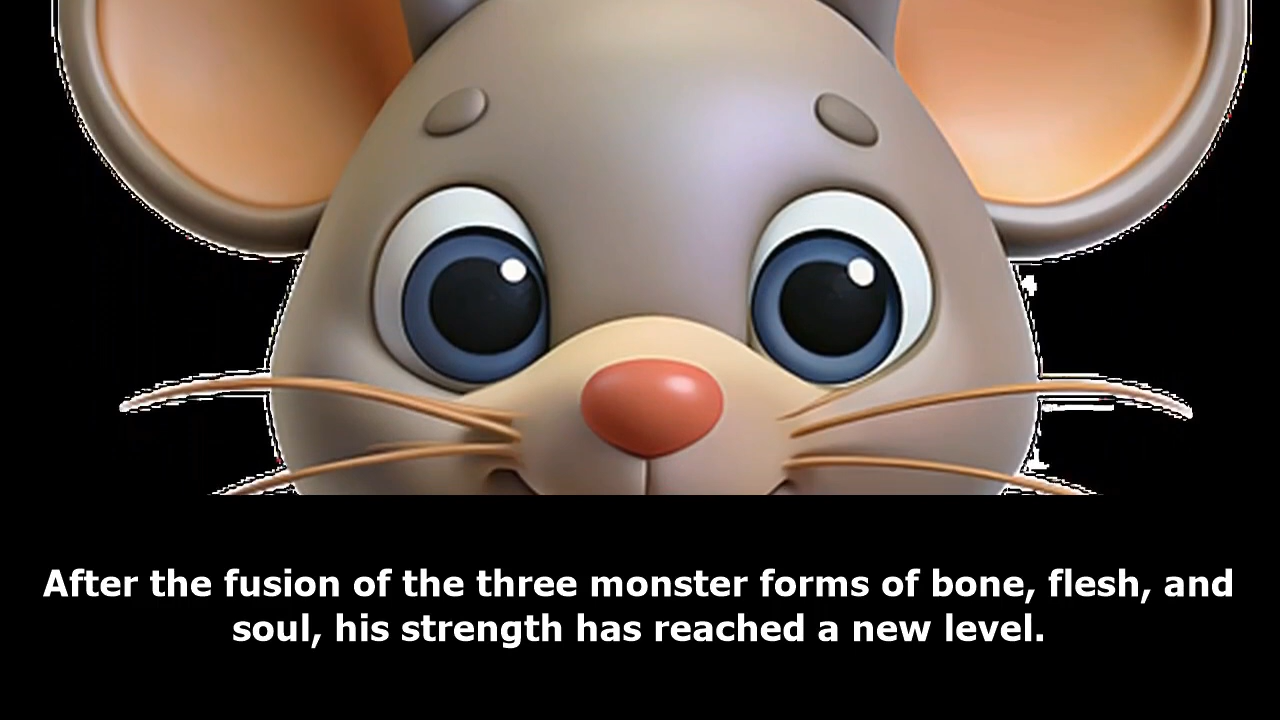 After the fusion of the three monster forms of bone, flesh, and
soul, his strength has reached a new level.